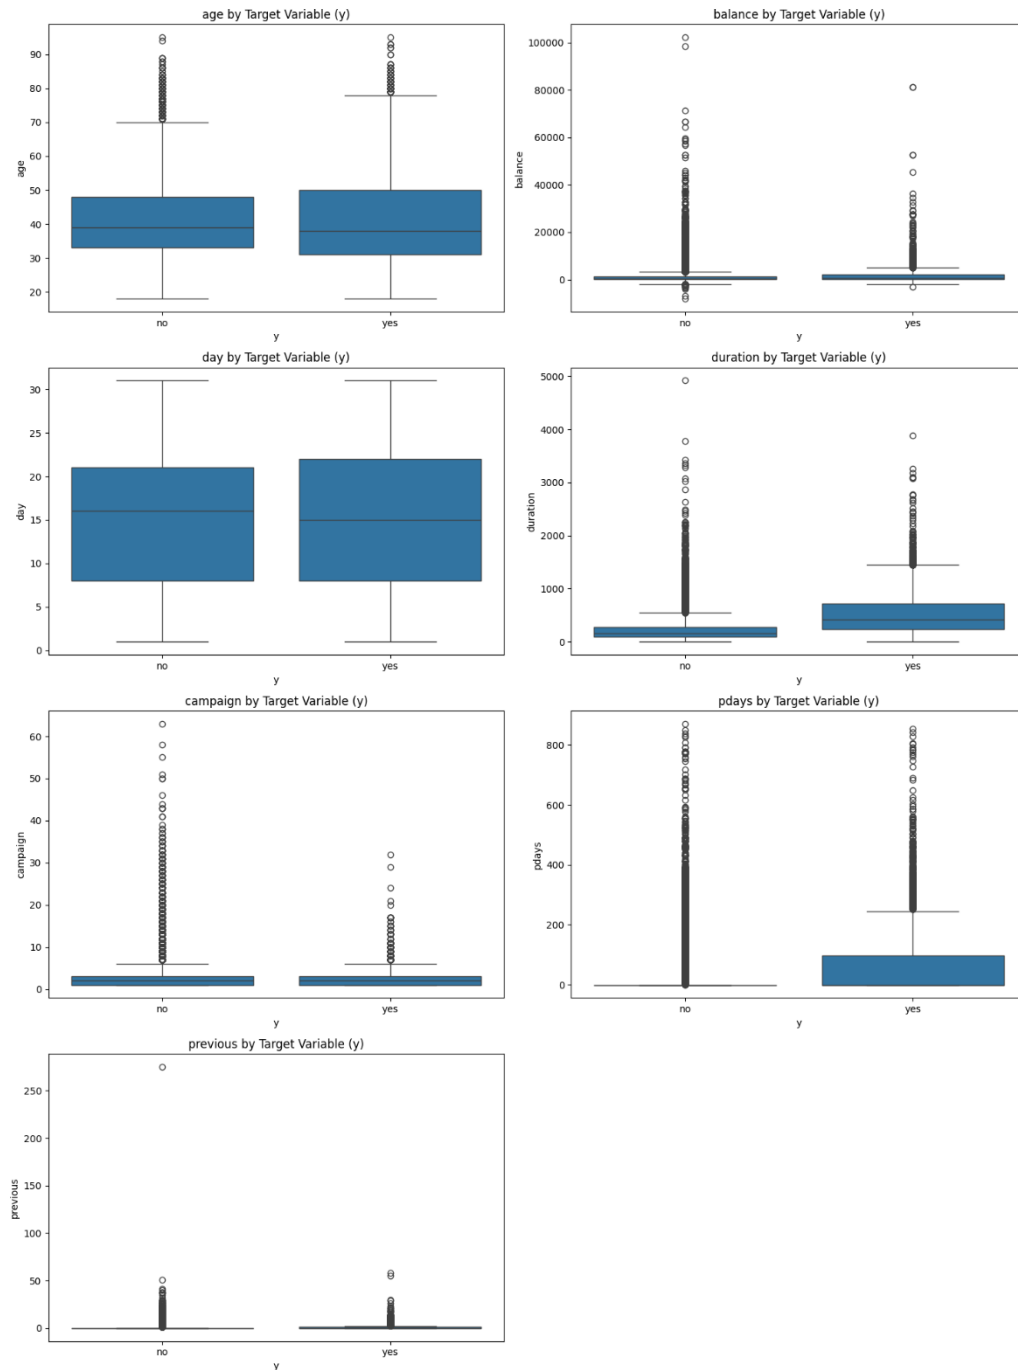 age by Target Variable (y)
90
80
70
60
50
40
30
20
age
no
yes
y
balance by Target Variable (y)
100000
80000
60000
40000
20000
0
balance
no
yes
y
day by Target Variable (y)
30
25
20
15
10
5
0
day
no
yes
y
duration by Target Variable (y)
5000
4000
3000
2000
1000
0
duration
no
yes
y
campaign by Target Variable (y)
60
50
40
30
20
10
0
campaign
no
yes
y
pdays by Target Variable (y)
800
600
400
200
0
pdays
no
yes
y
previous by Target Variable (y)
250
200
150
100
50
0
previous
no
yes
y